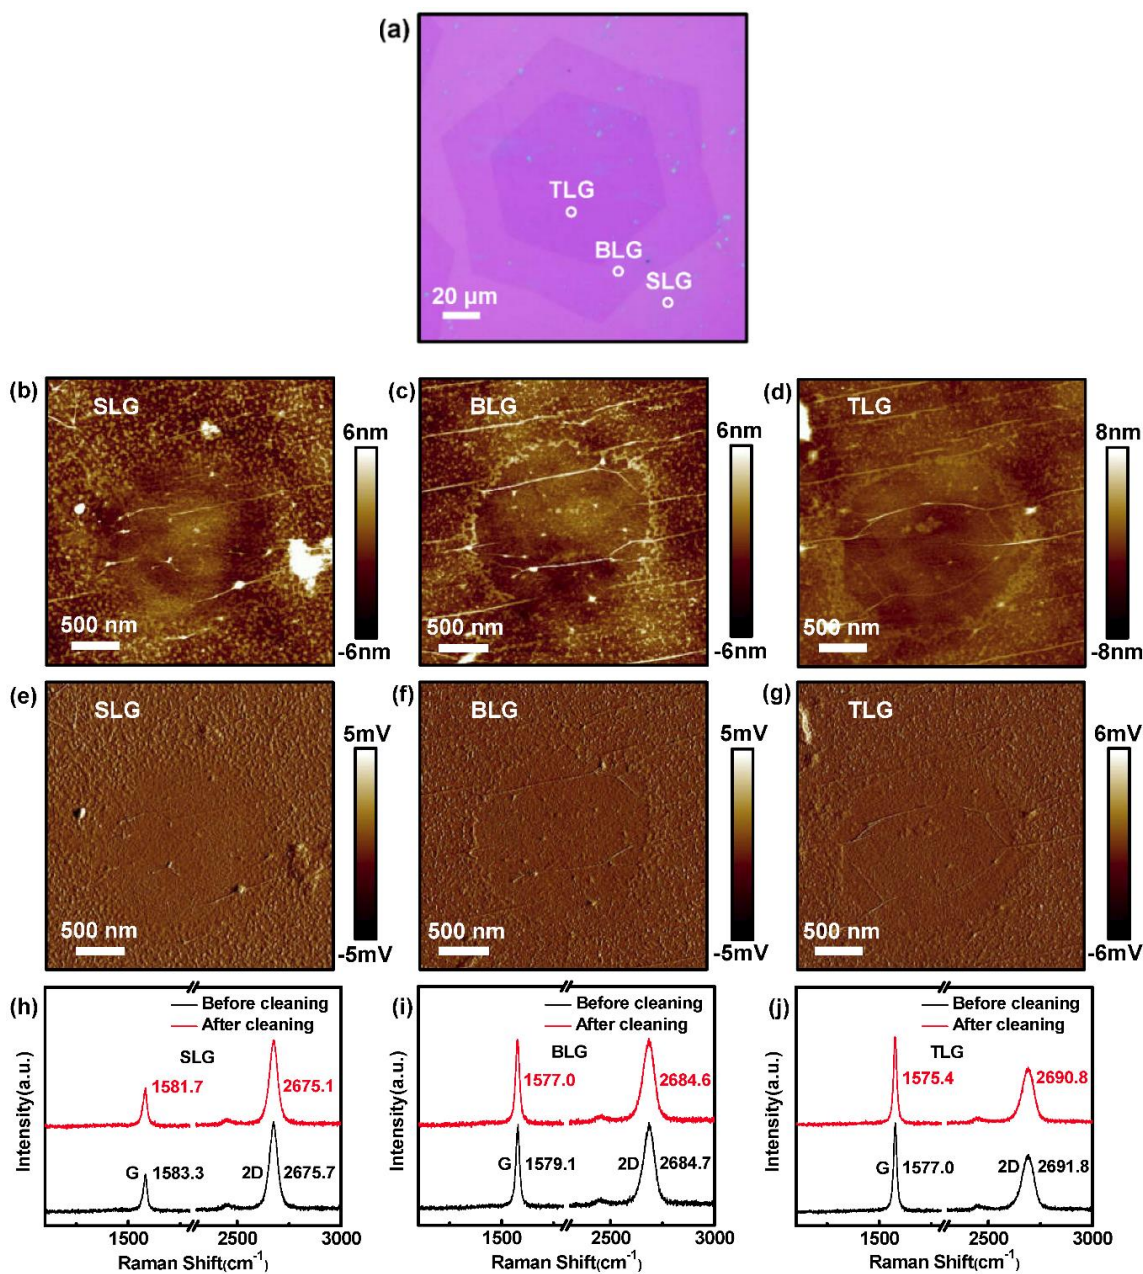 (a)
TLG
BLG
SLG
20 µm
(b)
SLG
500 nm
6nm
-6nm
(c)
BLG
500 nm
6nm
-6nm
(d)
TLG
500 nm
8nm
-8nm
(e)
SLG
500 nm
5mV
-5mV
(f)
BLG
500 nm
5mV
-5mV
(g)
TLG
500 nm
6mV
-6mV
(h)
Before cleaning
After cleaning
SLG
1581.7
2675.1
G
1583.3
2D
2675.7
Intensity(a.u.)
1500
2500
3000
Raman Shift(cm-1)
(i)
Before cleaning
After cleaning
BLG
1577.0
2684.6
G
1579.1
2D
2684.7
Intensity(a.u.)
1500
2500
3000
Raman Shift(cm-1)
(j)
Before cleaning
After cleaning
TLG
1575.4
2690.8
G
1577.0
2D
2691.8
Intensity(a.u.)
1500
2500
3000
Raman Shift(cm-1)